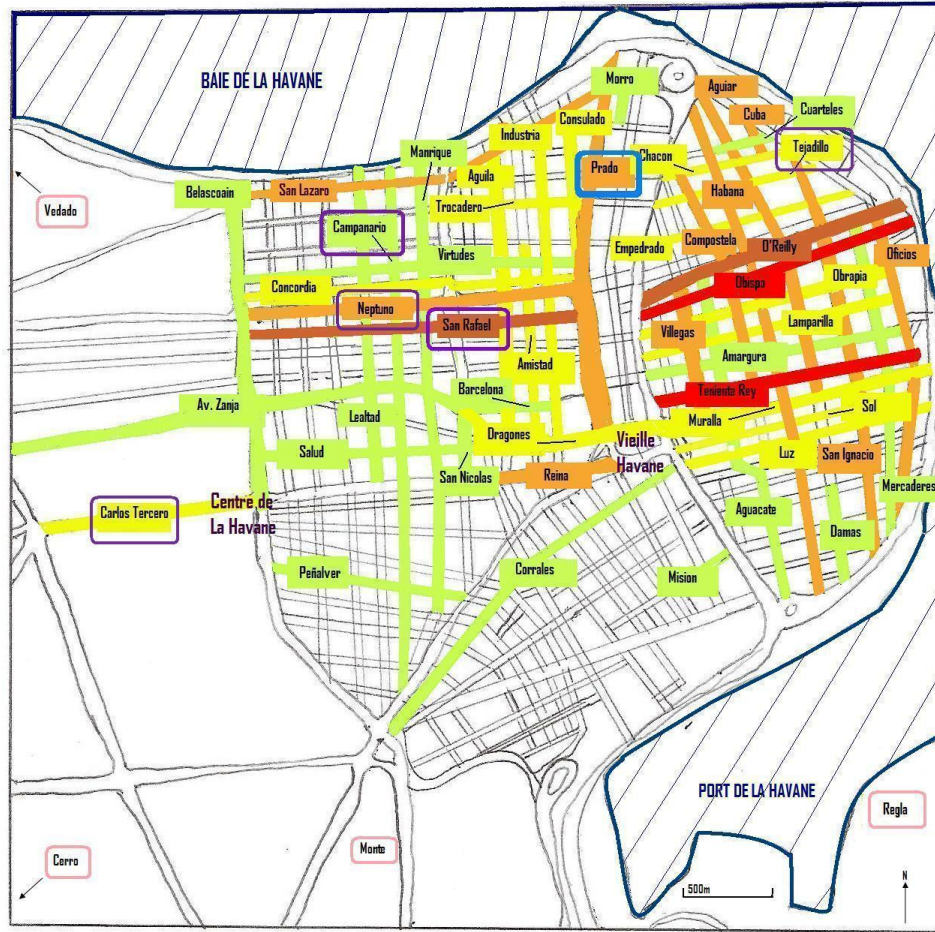 BAIE DE LA HAVANE
Morro
Aguiar
Cuba
Cuarteles
Consulado
Industria
Tejadillo
Manrique
Chacon
Prado
Aguila
Belascoain
San Lazaro
Habana
Vedado
Trocadero
Campanario
Empedrado
Compostela
O'Reilly
Oficios
Virtudes
Concordia
Obispo
Obrapia
Neptuno
San Rafael
Villegas
Lamparilla
Amistad
Amargura
Barcelona
Teniente Rey
Av. Zanja
Lealtad
Muralla
Sol
Dragones
Vieille
Havane
Salud
San Nicolas
Reina
Luz
San Ignacio
Mercaderes
Carlos Tercero
Centre de
La Havane
Aguacate
Damas
Peñalver
Corrales
Mision
PORT DE LA HAVANE
Regla
Monte
Cerro
500m
N